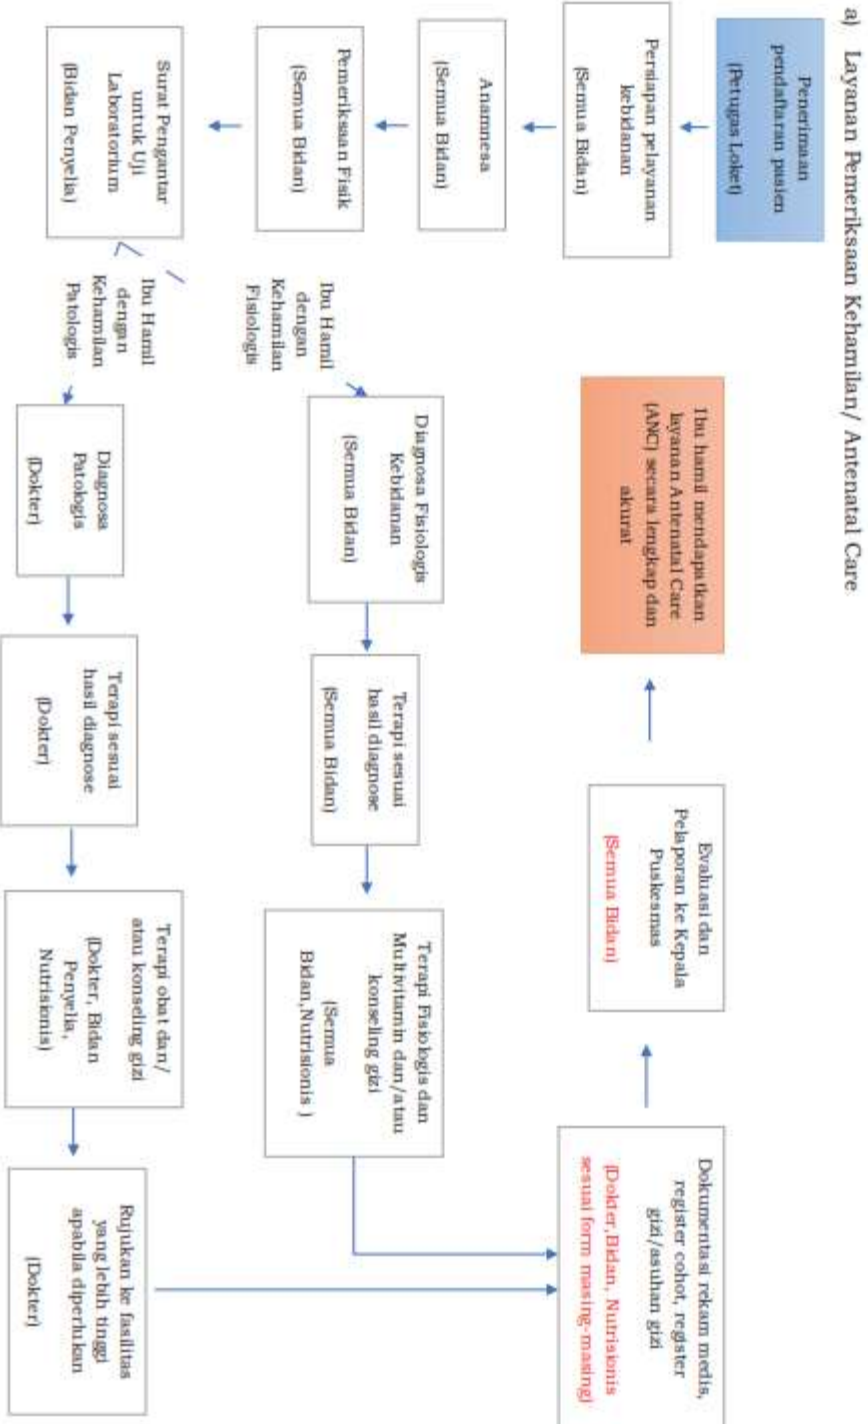 a) Layanan Pemeriksaan Kehamilan/ Antenatal Care
Penerimaan
pendaftaran pasien
(Petugas Loket)
Persiapan pelayanan
kebidanan
(Semua Bidan)
Anamnesa
(Semua Bidan)
Pemeriksaan Fisik
(Semua Bidan)
Surat Pengantar
untuk Uji
Laboratorium
(Bidan Penyelia)
Ibu Hamil
dengan
Kehamilan
Fisiologis
Diagnosa Fisiologis
Kebidanan
(Semua Bidan)
Terapi sesuai
hasil diagnose
(Semua Bidan)
Terapi Fisiologis dan
Multivitamin dan/atau
konseling gizi
(Semua
Bidan,Nutrisionis )
Ibu Hamil
dengan
Kehamilan
Patologis
Diagnosa
Patologis
(Dokter)
Terapi sesuai
hasil diagnose
(Dokter)
Terapi obat dan/
atau konseling gizi
(Dokter, Bidan
Penyelia,
Nutrisionis)
Rujukan ke fasilitas
yang lebih tinggi
apabila diperlukan
(Dokter)
Dokumentasi rekam medis,
register cohot, register
gizi/asuhan gizi
(Dokter,Bidan, Nutrisionis
sesuai form masing-masing)
Evaluasi dan
Pelaporan ke Kepala
Puskesmas
(Semua Bidan)
Ibu hamil mendapatkan
layanan Antenatal Care
(ANC) secara lengkap dan
akurat